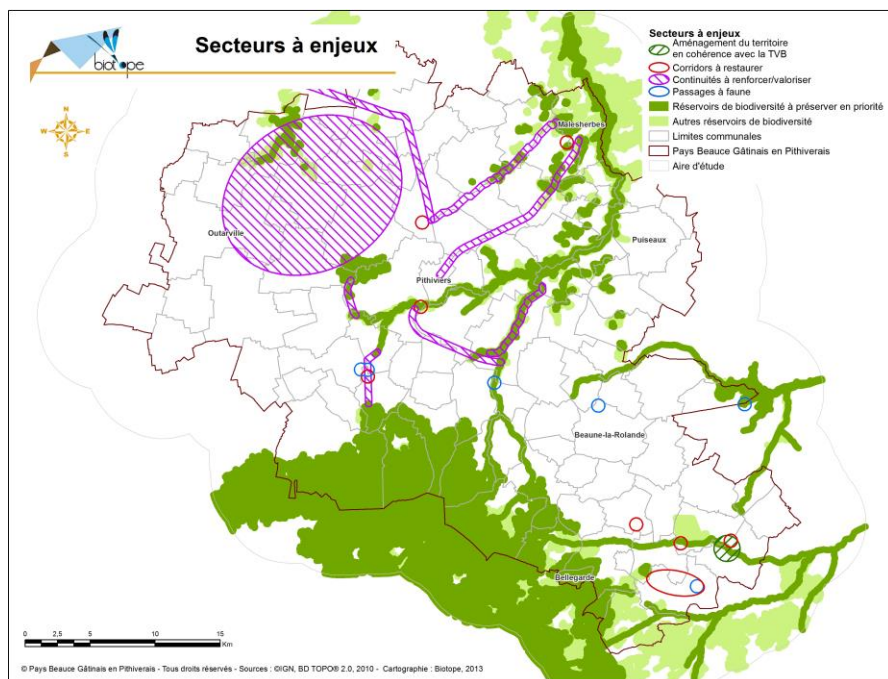 biotope
Secteurs à enjeux
N
W E
S
Secteurs à enjeux
Aménagement du territoire
en cohérence avec la TVB
Corridors à restaurer
Continuités à renforcer/valoriser
Passages à faune
Réservoirs de biodiversité à préserver en priorité
Autres réservoirs de biodiversité
Limites communales
Pays Beauce Gâtinais en Pithiverais
Aire d'étude
Malesherbes
Outarville
Puiseaux
Pithiviers
Beaune-la-Rolande
Bellegarde
0 2,5 5 10 15
Km
© Pays Beauce Gâtinais en Pithiverais - Tous droits réservés - Sources : ©IGN, BD TOPO® 2.0, 2010 - Cartographie : Biotope, 2013